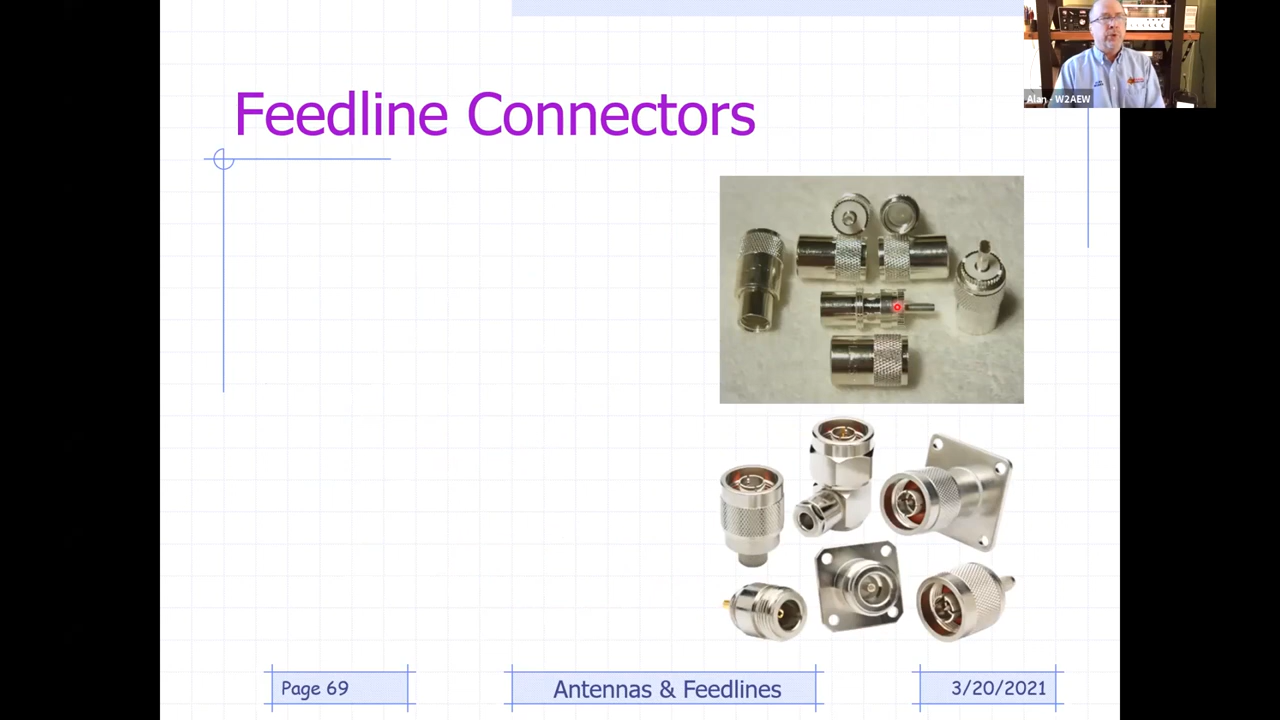 Feedline Connectors
Alan - W2AEW
Page 69
Antennas & Feedlines
3/20/2021